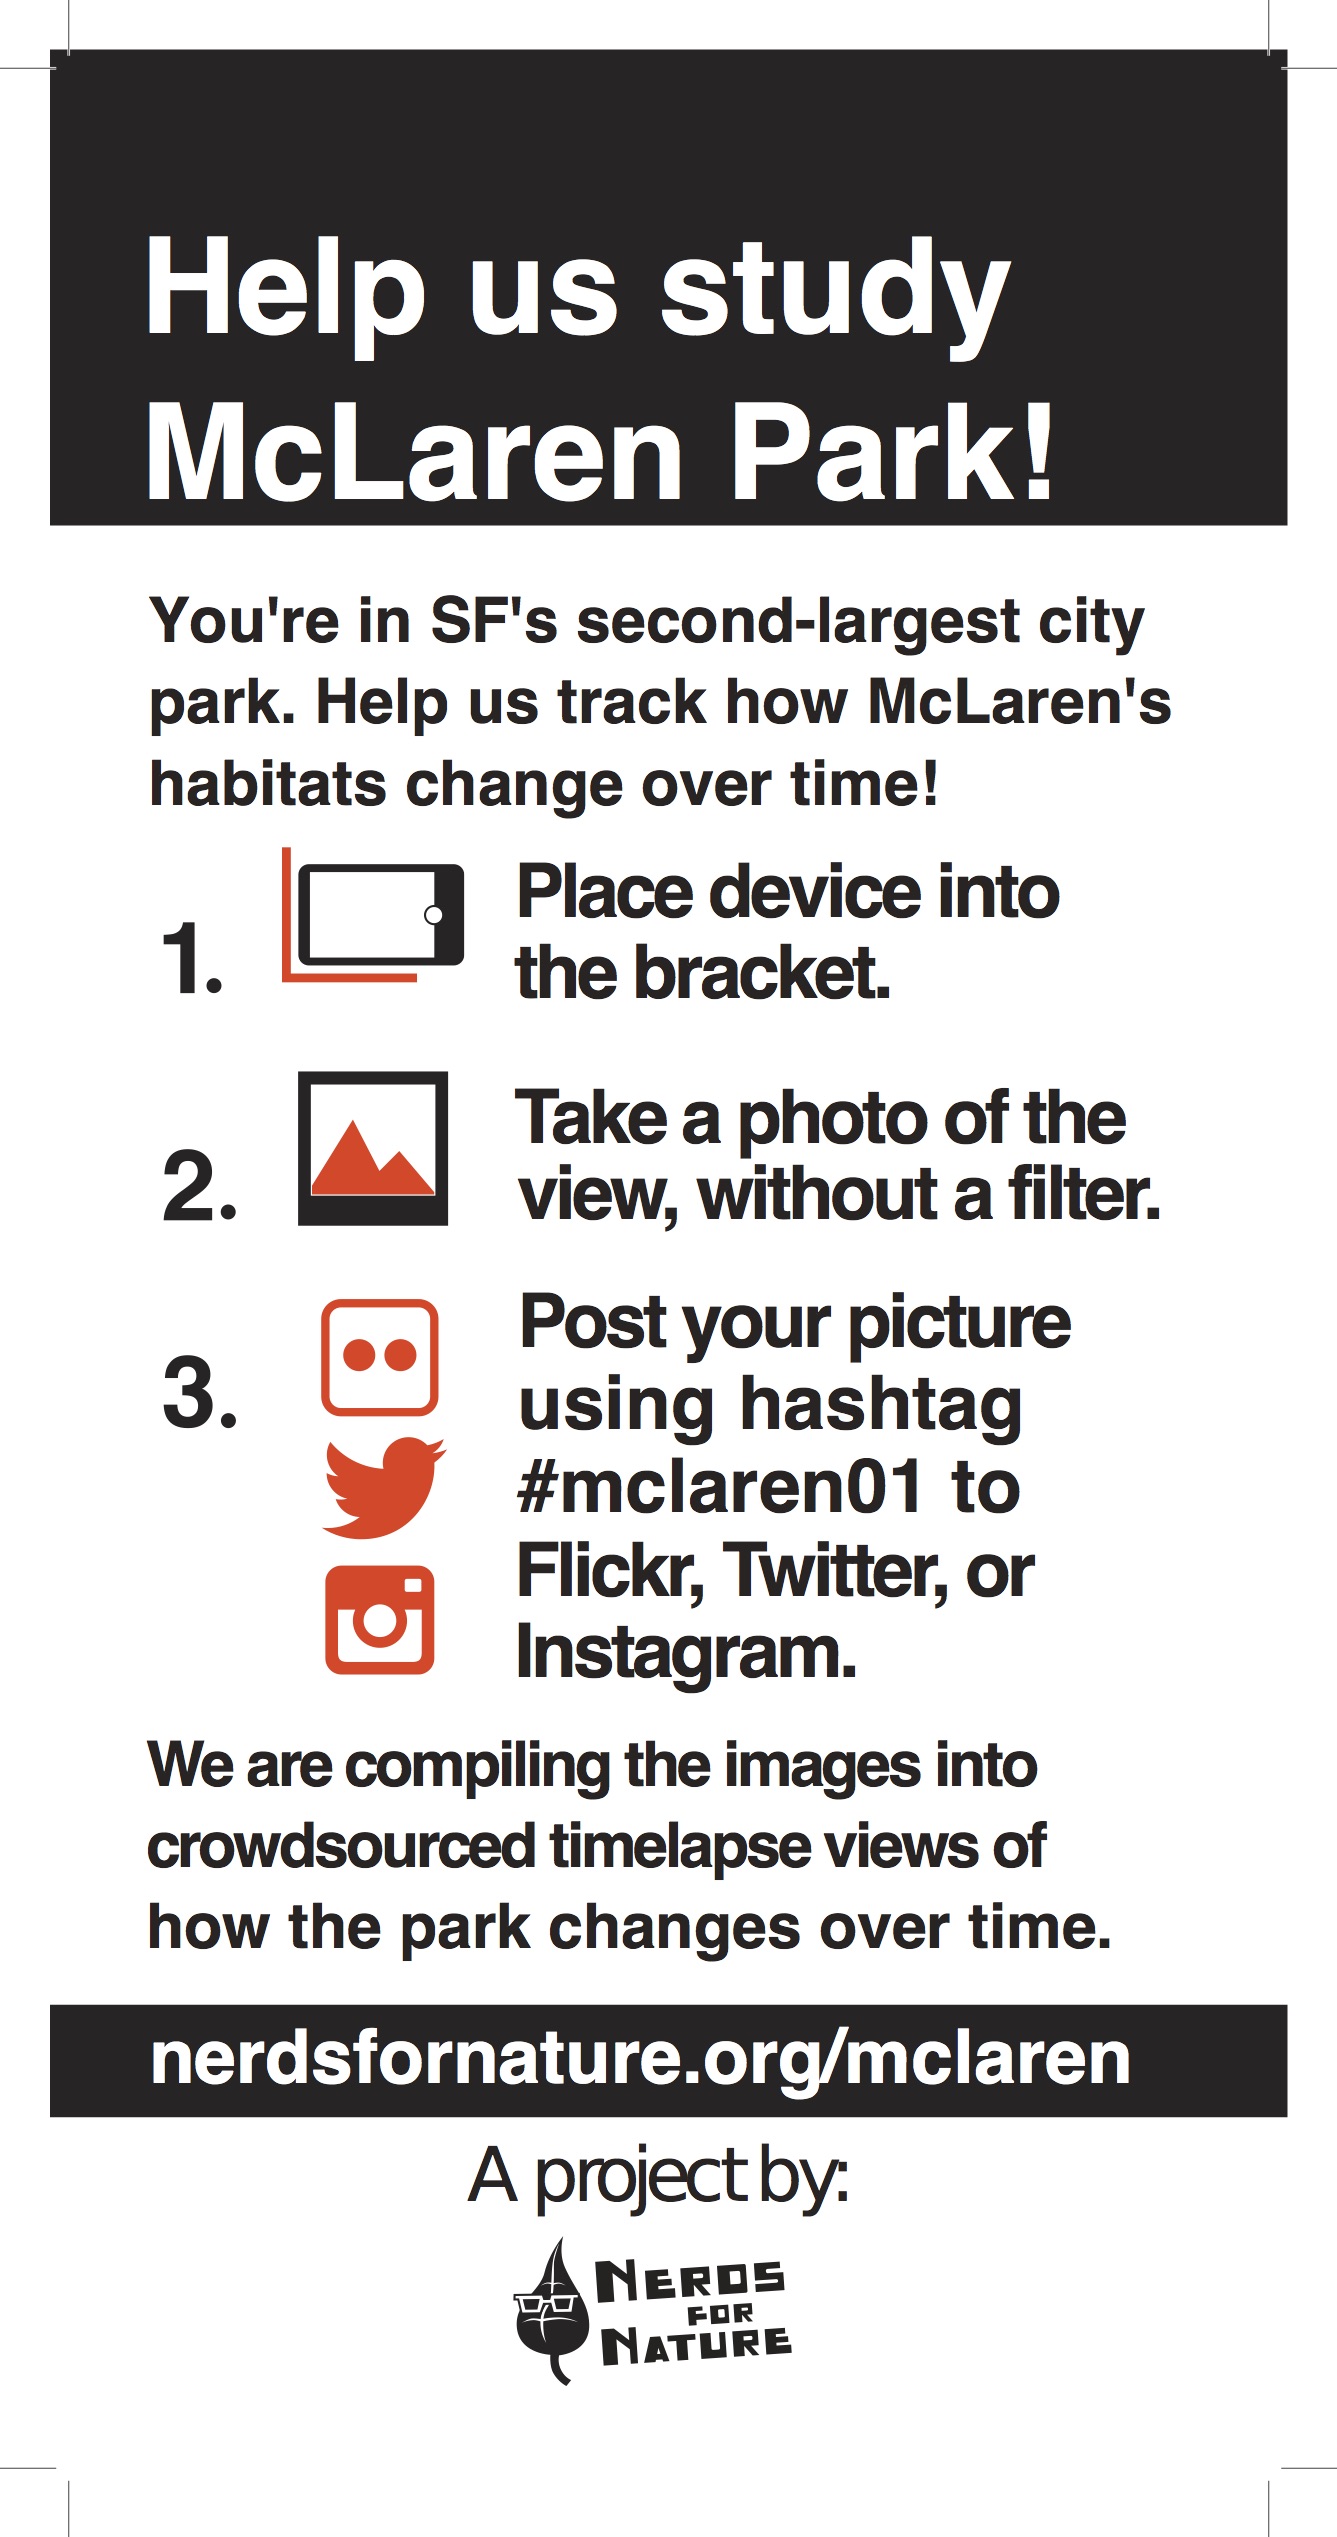 Help us study
McLaren Park!
You're in SF's second-largest city
park. Help us track how McLaren's
habitats change over time!
1.
Place device into
the bracket.
2.
Take a photo of the
view, without a filter.
3.
Post your picture
using hashtag
#mclaren01 to
Flickr, Twitter, or
Instagram.
We are compiling the images into
crowdsourced timelapse views of
how the park changes over time.
nerdsfornature.org/mclaren
A project by:
NERDS
FOR
NATURE